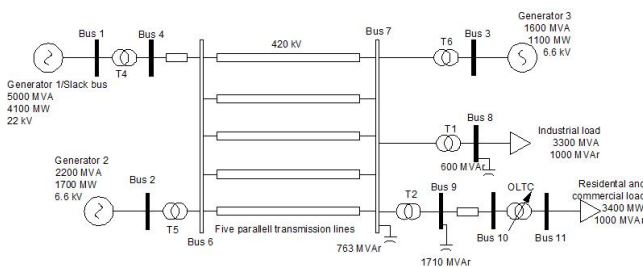 Bus 1
Bus 4
T4
Generator 1/Slack bus
5000 MVA
4100 MW
22 kV
Generator 2
2200 MVA
1700 MW
6.6 kV
Bus 2
T5
Bus 6
420 kV
Five parallell transmission lines
Bus 7
763 MVAr
T6
Bus 3
Generator 3
1600 MVA
1100 MW
6.6 kV
T1
Bus 8
600 MVAr
Industrial load
3300 MVA
1000 MVAr
T2
Bus 9
1710 MVAr
Bus 10
OLTC
Bus 11
Residental and
commercial load
3400 MW
1000 MVAr